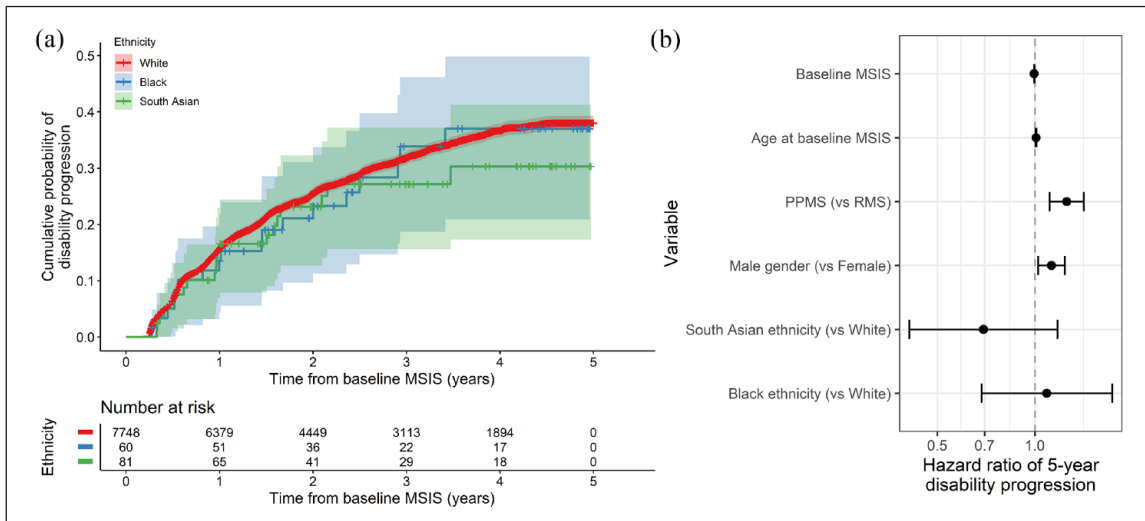 (a)
Ethnicity
White
Black
South Asian
Cumulative probability of
disability progression
0.5
0.4
0.3
0.2
0.1
0.0
0 1 2 3 4 5
Time from baseline MSIS (years)
Number at risk
Ethnicity
7748 6379 4449 3113 1894 0
60 51 36 22 17 0
81 65 41 29 18 0
0 1 2 3 4 5
Time from baseline MSIS (years)
(b)
Variable
Baseline MSIS
Age at baseline MSIS
PPMS (vs RMS)
Male gender (vs Female)
South Asian ethnicity (vs White)
Black ethnicity (vs White)
0.5 0.7 1.0
Hazard ratio of 5-year
disability progression